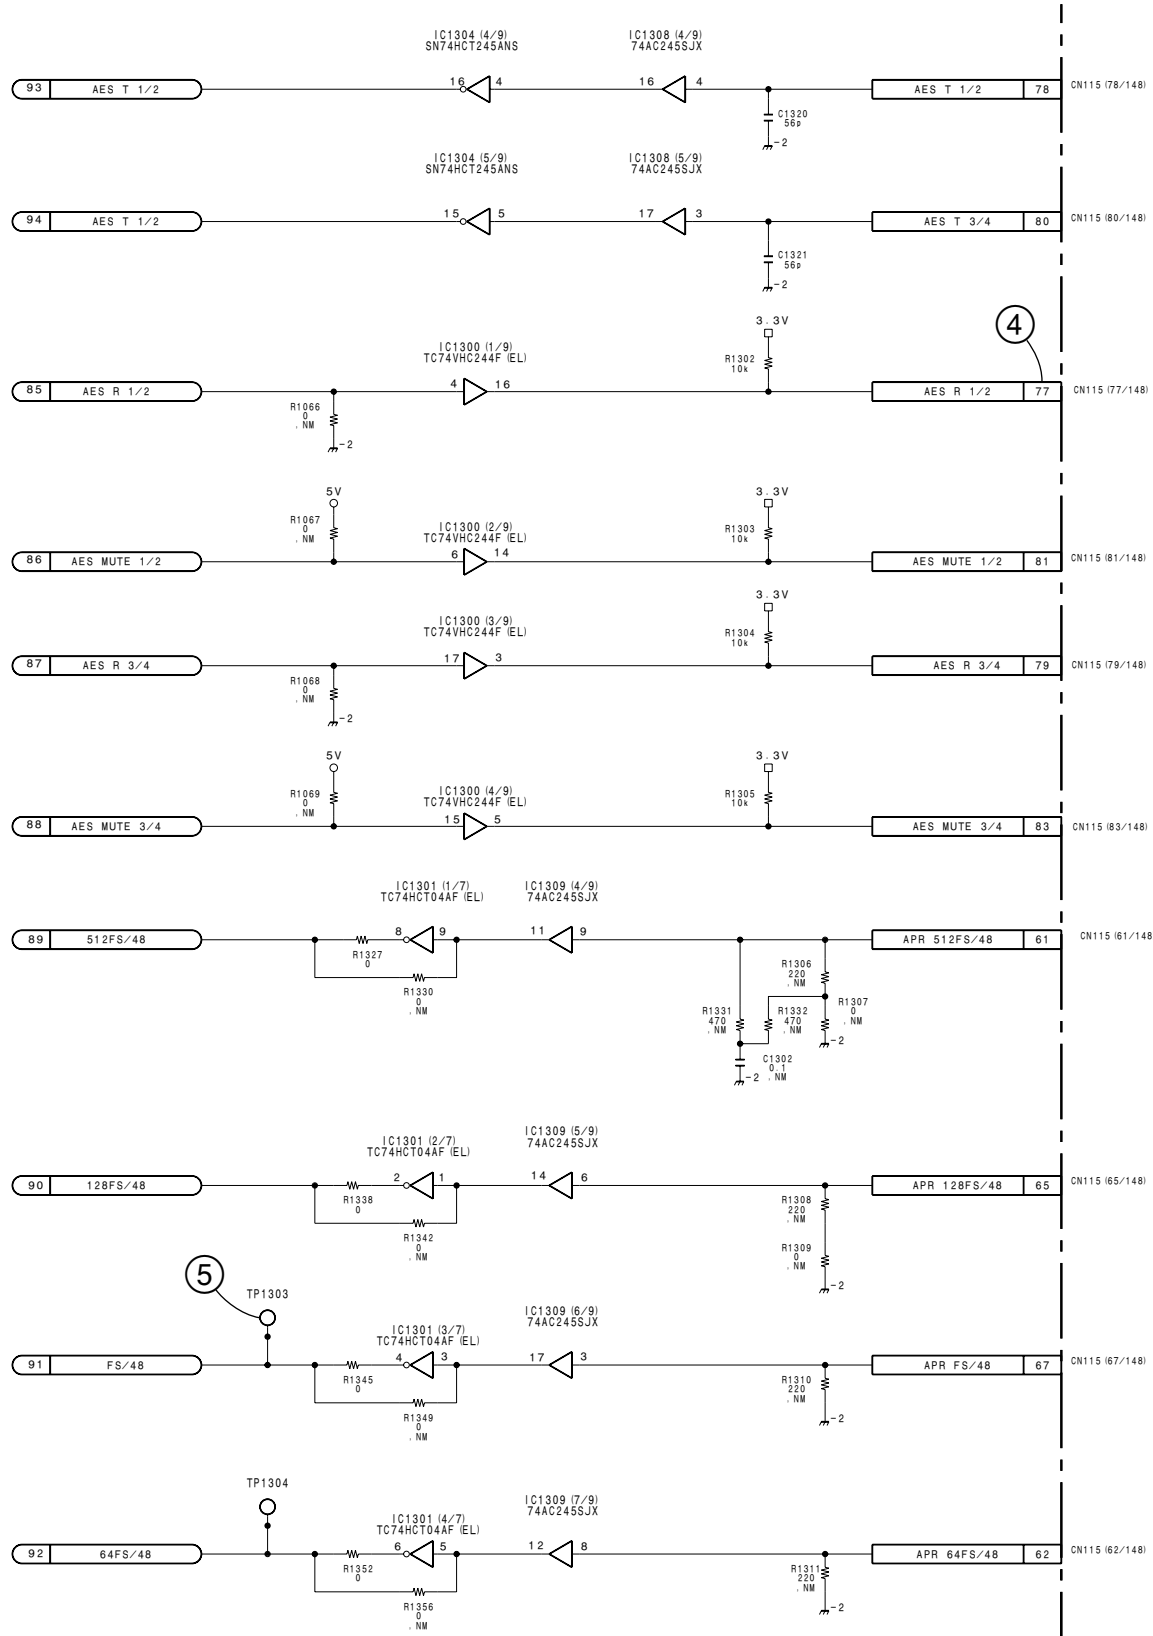 IC1304 (4/9)
SN74HCT245ANS
IC1308 (4/9)
74AC245SJX
93 AES T 1/2
16 4
16 4
AES T 1/2 78
CN115 (78/148)
C1320
56p
-2
IC1304 (5/9)
SN74HCT245ANS
IC1308 (5/9)
74AC245SJX
94 AES T 1/2
15 5
17 3
AES T 3/4 80
CN115 (80/148)
C1321
56p
-2
4
3.3V
IC1300 (1/9)
TC74VHC244F (EL)
R1302
10k
85 AES R 1/2
4 16
AES R 1/2 77
CN115 (77/148)
R1066
0
, NM
-2
5V
3.3V
R1067
0
, NM
IC1300 (2/9)
TC74VHC244F (EL)
R1303
10k
86 AES MUTE 1/2
6 14
AES MUTE 1/2 81
CN115 (81/148)
3.3V
IC1300 (3/9)
TC74VHC244F (EL)
R1304
10k
87 AES R 3/4
17 3
AES R 3/4 79
CN115 (79/148)
R1068
0
, NM
-2
5V
3.3V
R1069
0
, NM
IC1300 (4/9)
TC74VHC244F (EL)
R1305
10k
88 AES MUTE 3/4
15 5
AES MUTE 3/4 83
CN115 (83/148)
IC1301 (1/7)
TC74HCT04AF (EL)
IC1309 (4/9)
74AC245SJX
89 512FS/48
8 9
11 9
APR 512FS/48 61
CN115 (61/148
R1327
0
R1330
0
, NM
R1306
220
, NM
R1331
470
, NM
R1332
470
, NM
R1307
0
, NM
-2
C1302
0.1
, NM
-2
IC1301 (2/7)
TC74HCT04AF (EL)
IC1309 (5/9)
74AC245SJX
90 128FS/48
2 1
14 6
APR 128FS/48 65
CN115 (65/148)
R1338
0
R1342
0
, NM
R1308
220
, NM
R1309
0
, NM
-2
5
TP1303
IC1301 (3/7)
TC74HCT04AF (EL)
IC1309 (6/9)
74AC245SJX
91 FS/48
4 3
17 3
APR FS/48 67
CN115 (67/148)
R1345
0
R1349
0
, NM
R1310
220
, NM
-2
TP1304
IC1301 (4/7)
TC74HCT04AF (EL)
IC1309 (7/9)
74AC245SJX
92 64FS/48
6 5
12 8
APR 64FS/48 62
CN115 (62/148)
R1352
0
R1356
0
, NM
R1311
220
, NM
-2